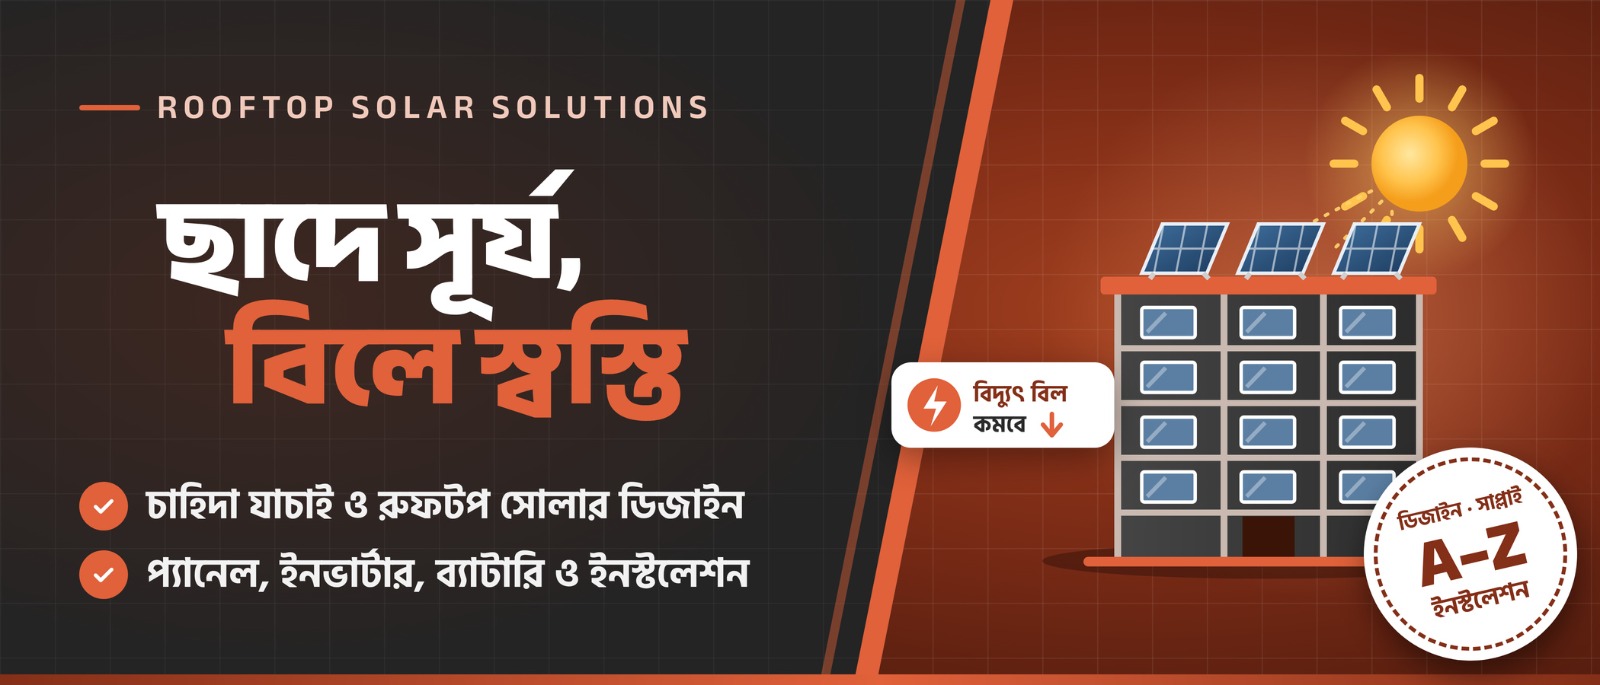 ROOFTOP SOLAR SOLUTIONS
ছাদে সূর্য,
বিলে স্বস্তি
চাহিদা যাচাই ও রুফটপ সোলার ডিজাইন
প্যানেল, ইনভার্টার, ব্যাটারি ও ইনস্টলেশন
বিদ্যুৎ বিল
কমবে
ডিজাইন · সাপ্লাই
A–Z
ইনস্টলেশন